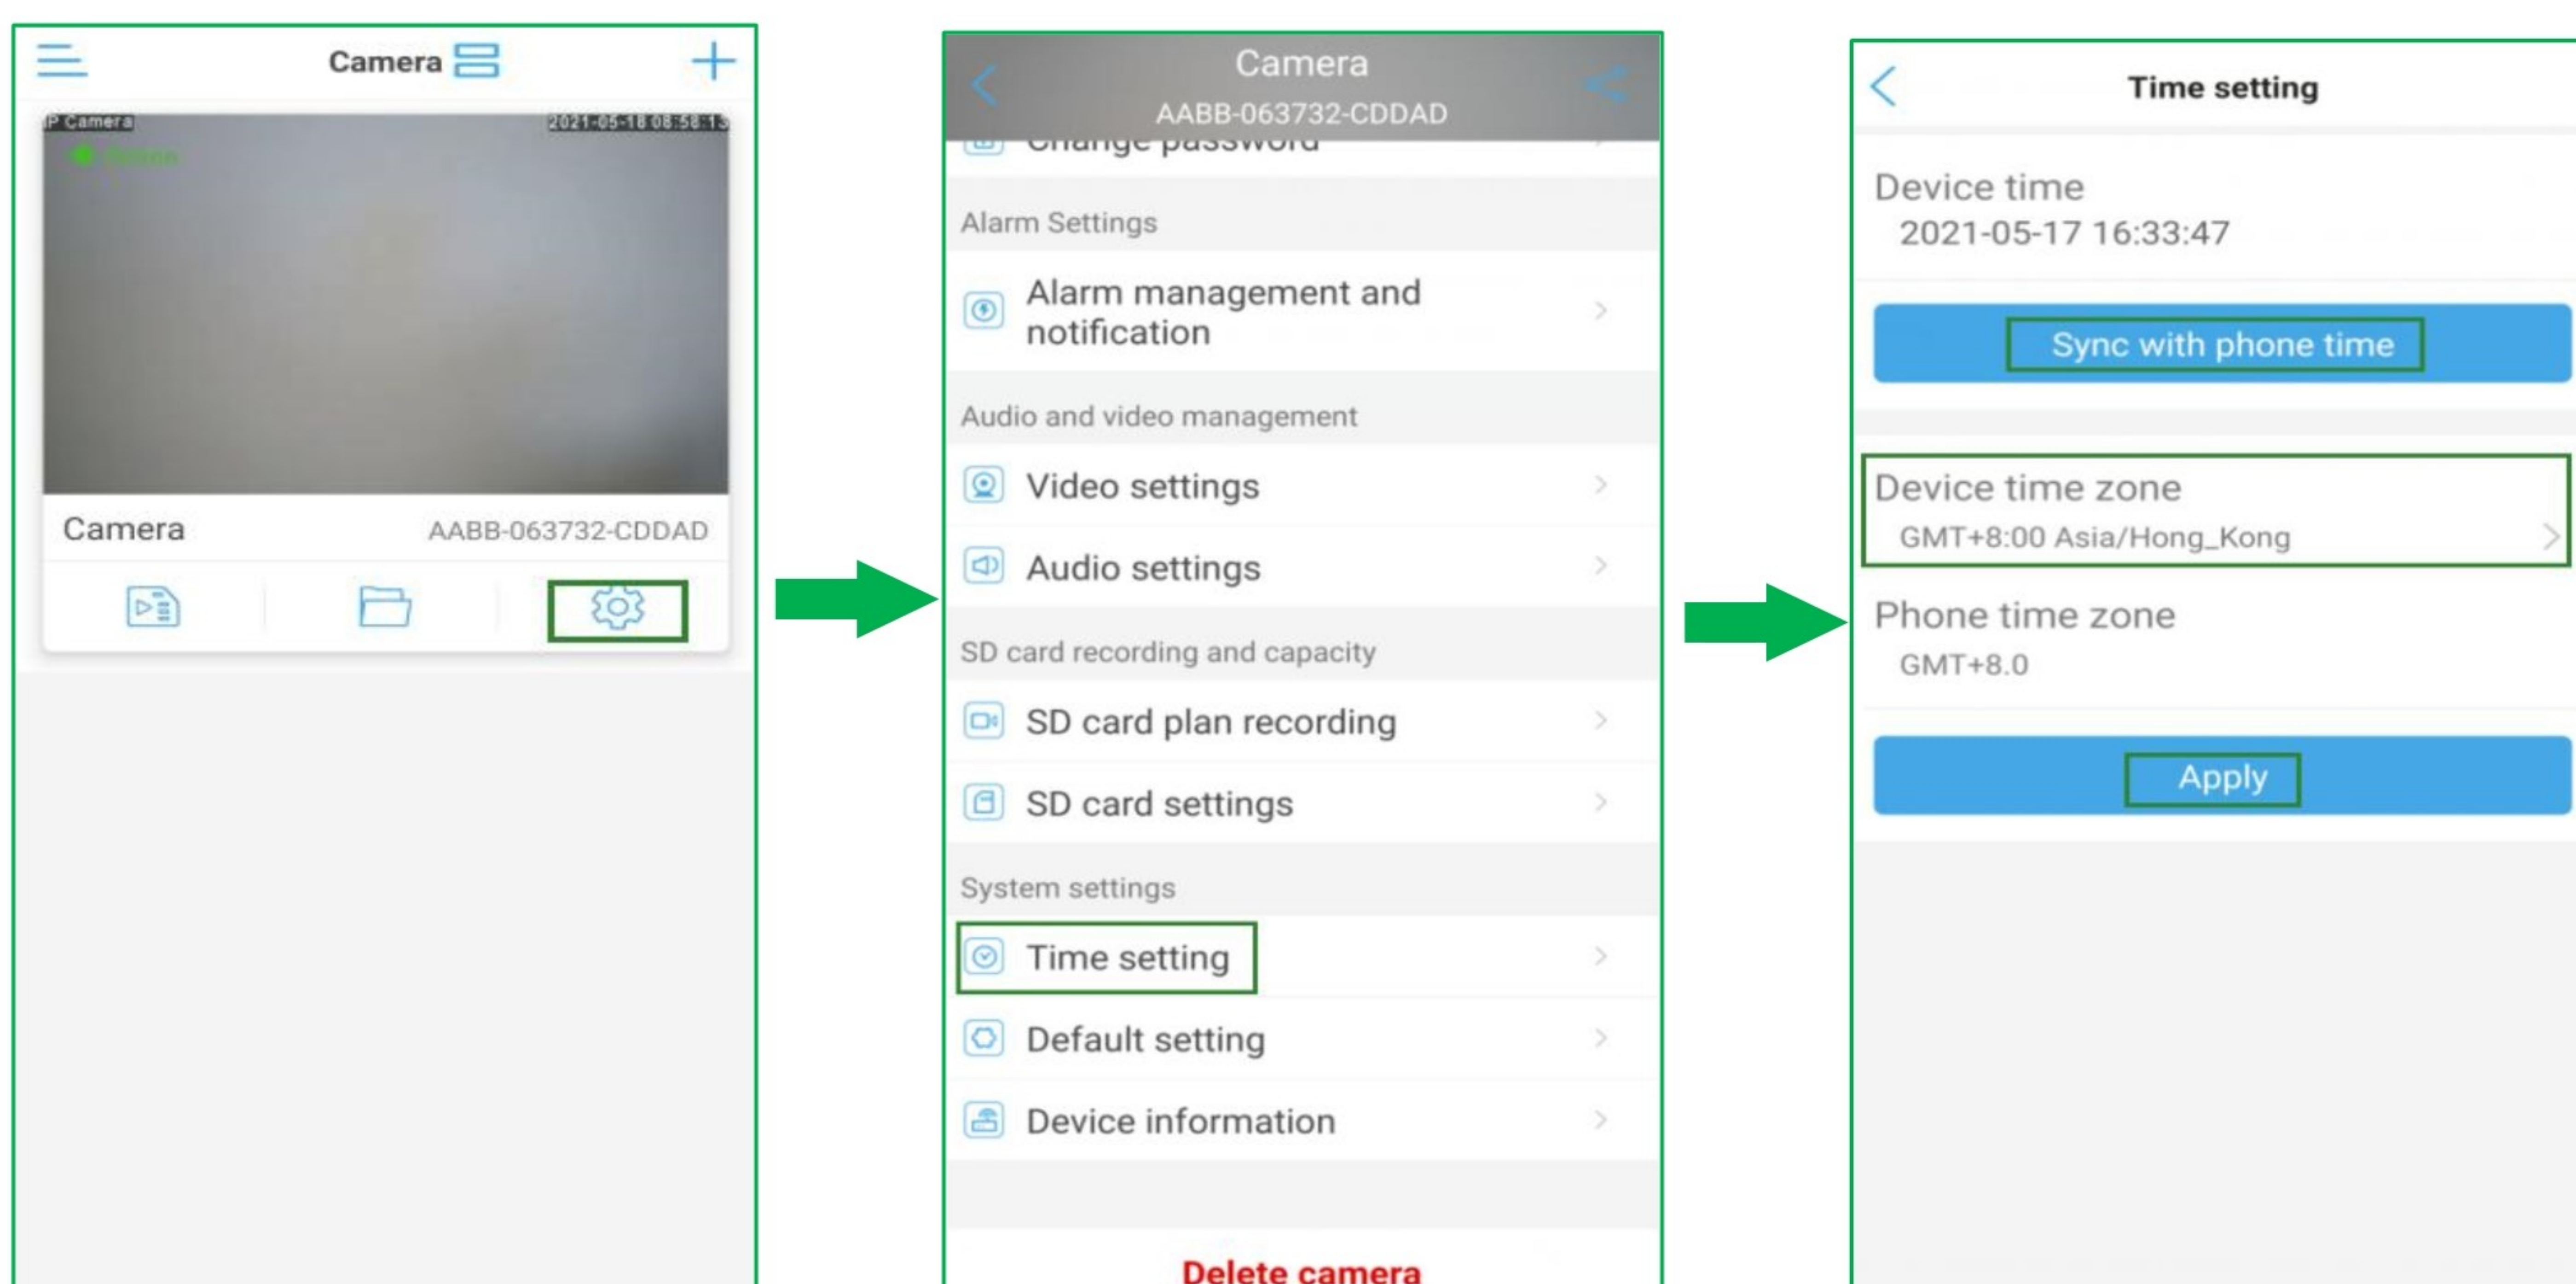 Camera
IP Camera
2021-05-18 08:58:13
Camera
AABB-063732-CDDAD
Camera
AABB-063732-CDDAD
Change password
Alarm Settings
Alarm management and
notification
Audio and video management
Video settings
Audio settings
SD card recording and capacity
SD card plan recording
SD card settings
System settings
Time setting
Default setting
Device information
Delete camera
Time setting
Device time
2021-05-17 16:33:47
Sync with phone time
Device time zone
GMT+8:00 Asia/Hong_Kong
Phone time zone
GMT+8.0
Apply